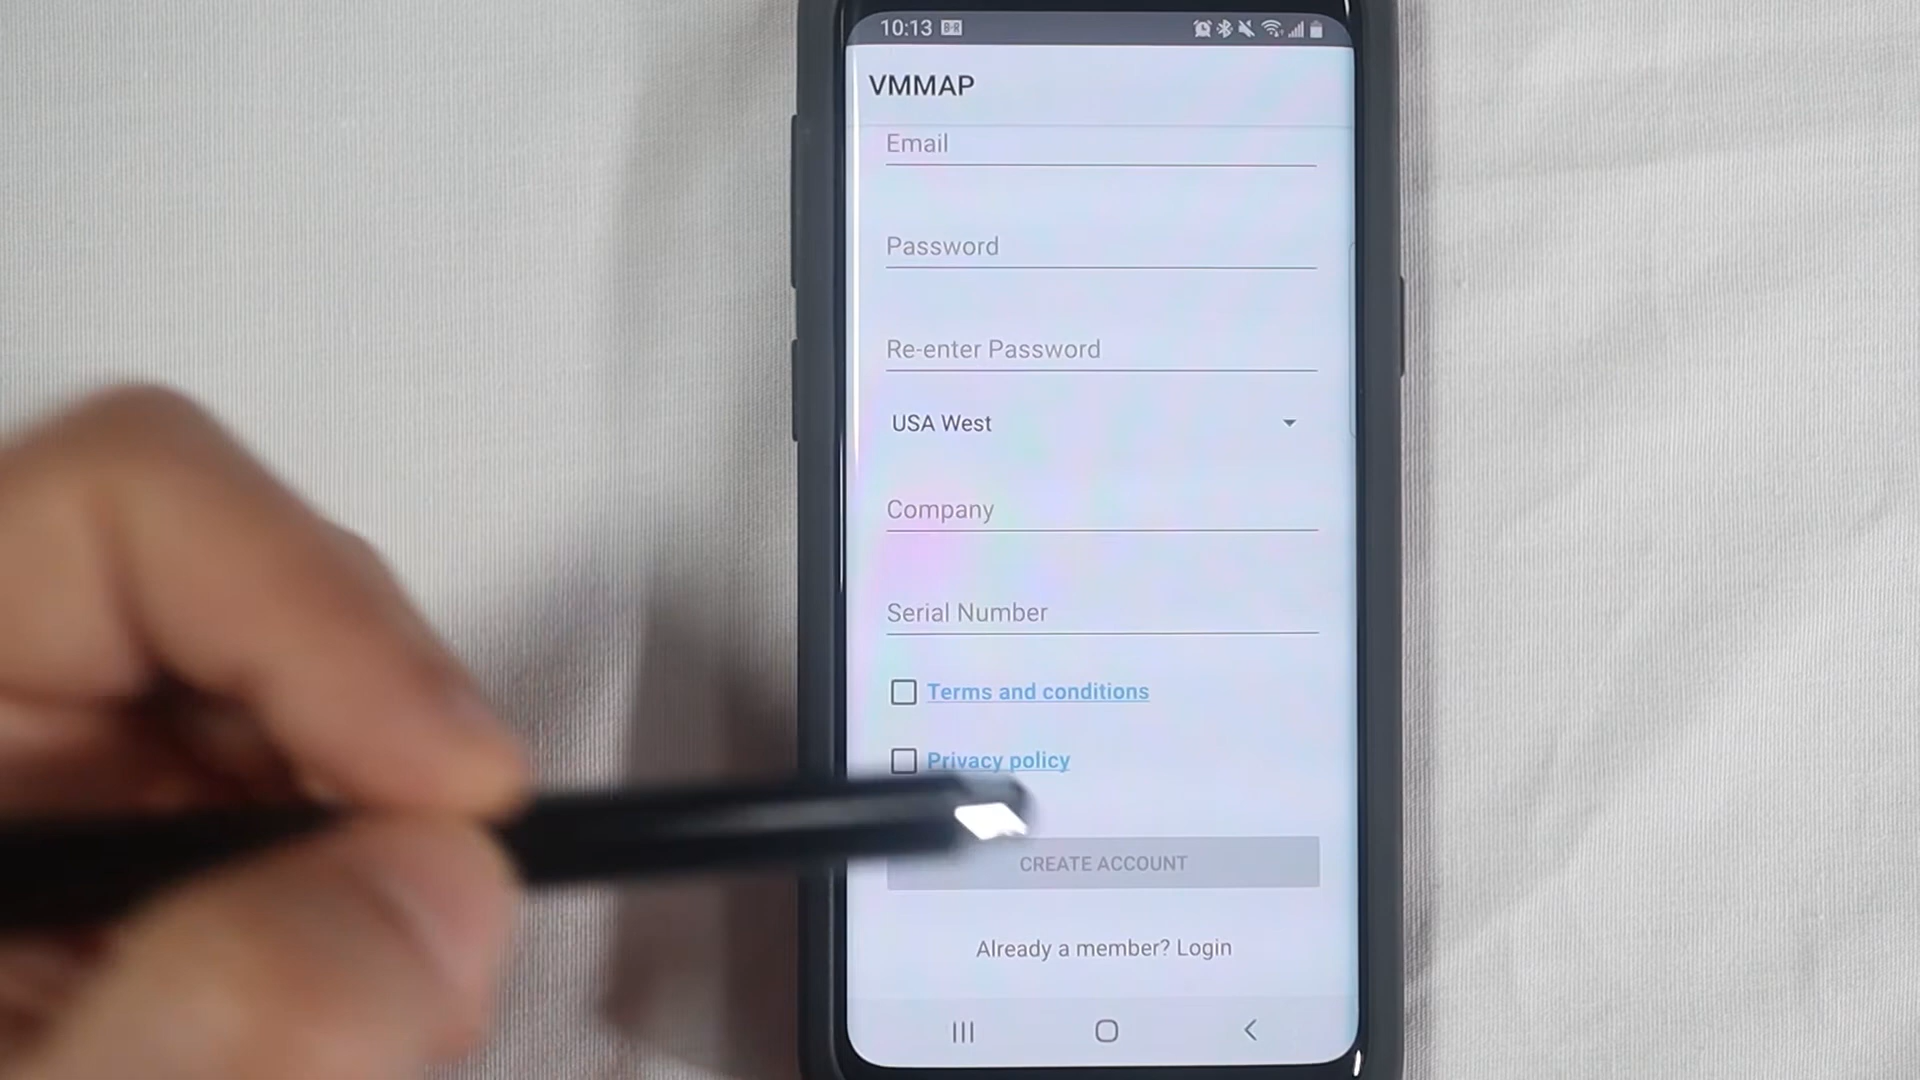 10:13
VMMAP
Email
Password
Re-enter Password
USA West
Company
Serial Number
Terms and conditions
Privacy policy
CREATE ACCOUNT
Already a member? Login